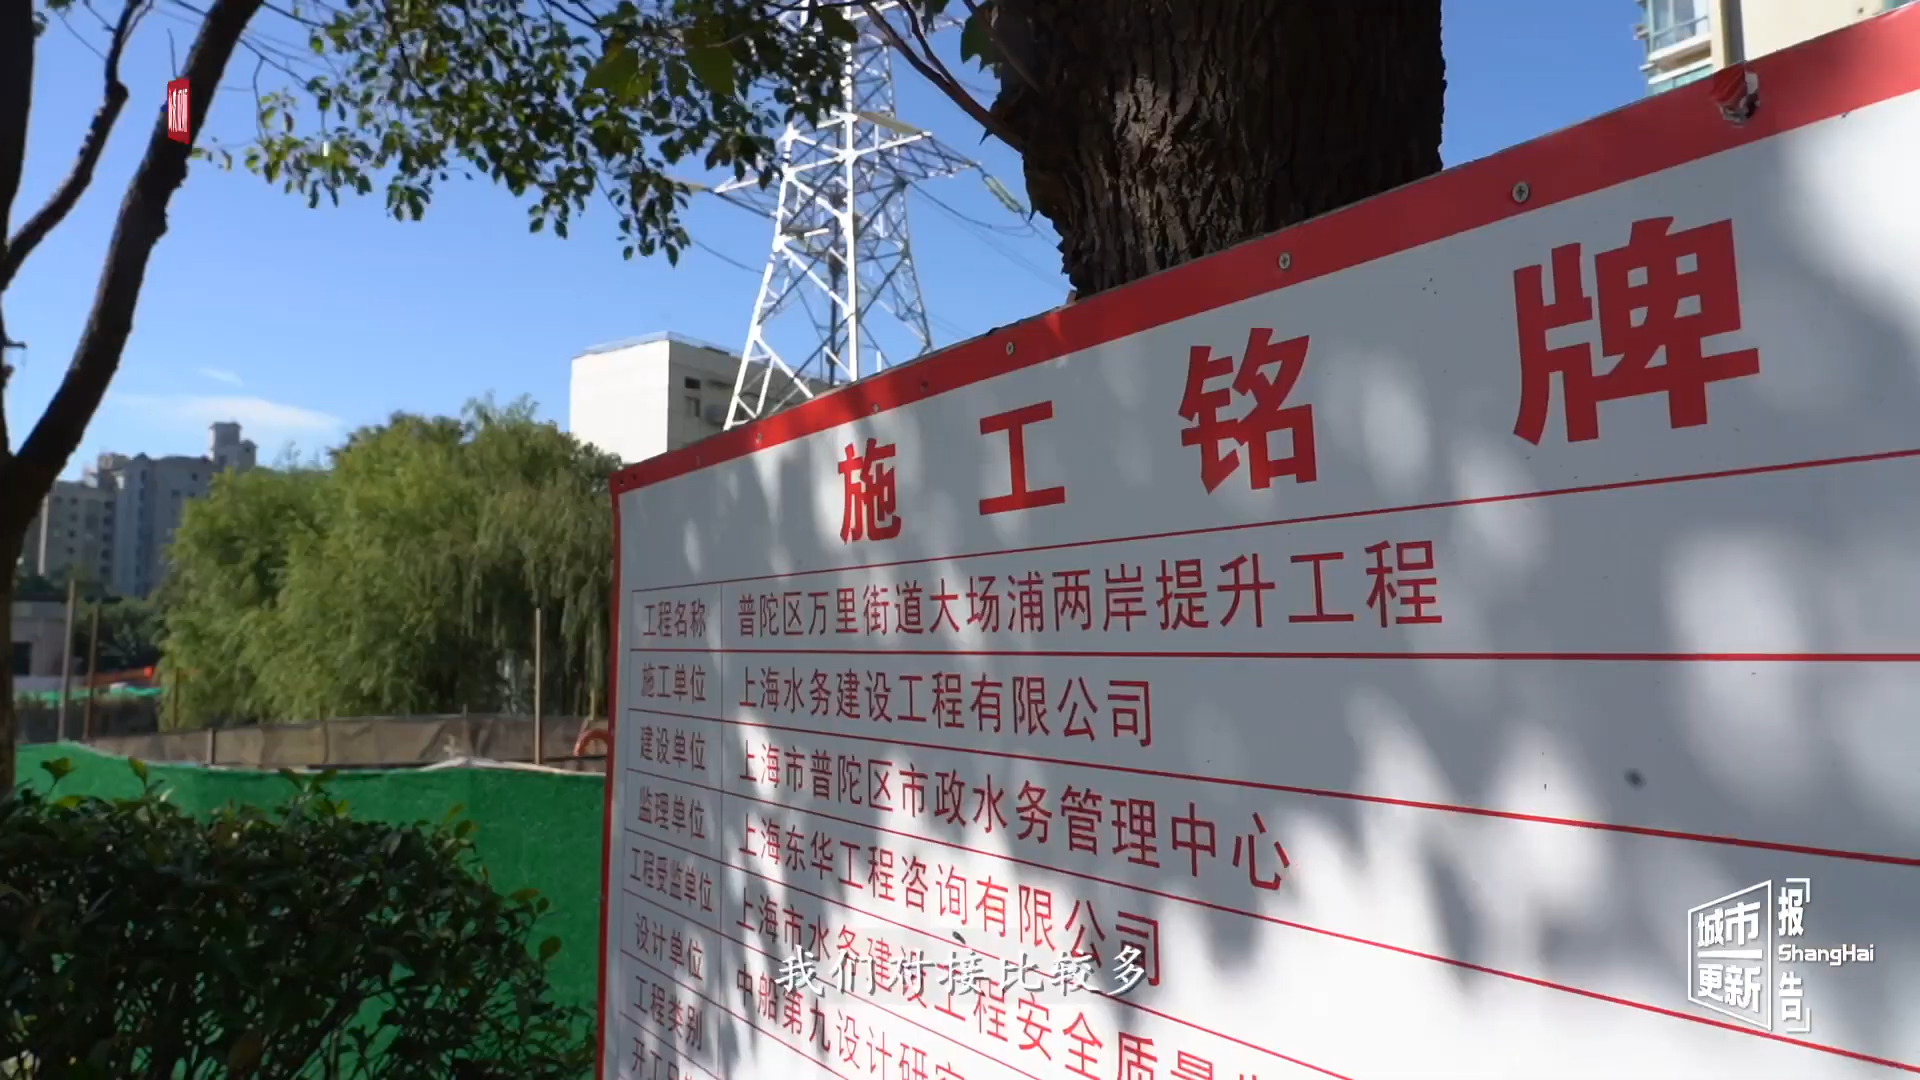 施工铭牌
工程名称 普陀区万里街道大场浦两岸提升工程
施工单位 上海水务建设工程有限公司
建设单位 上海市普陀区市政水务管理中心
监理单位 上海东华工程咨询有限公司
工程受监单位 上海市水务建设工程安全质量
设计单位 中船第九设计研究
工程类别
开工日
我们对接比较多
城市更新报告
ShangHai